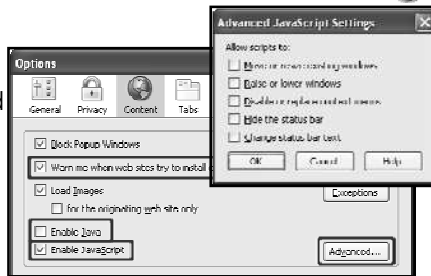 Advanced JavaScript Settings
Allow scripts to:
Move or resize existing windows
Raise or lower windows
Disable or replace context menus
Hide the status bar
Change status bar text
OK Cancel Help
Options
General Privacy Content Tabs
Block Popup Windows
Warn me when web sites try to install
Load Images
Exceptions
for the originating web site only
Enable Java
Enable JavaScript
Advanced...